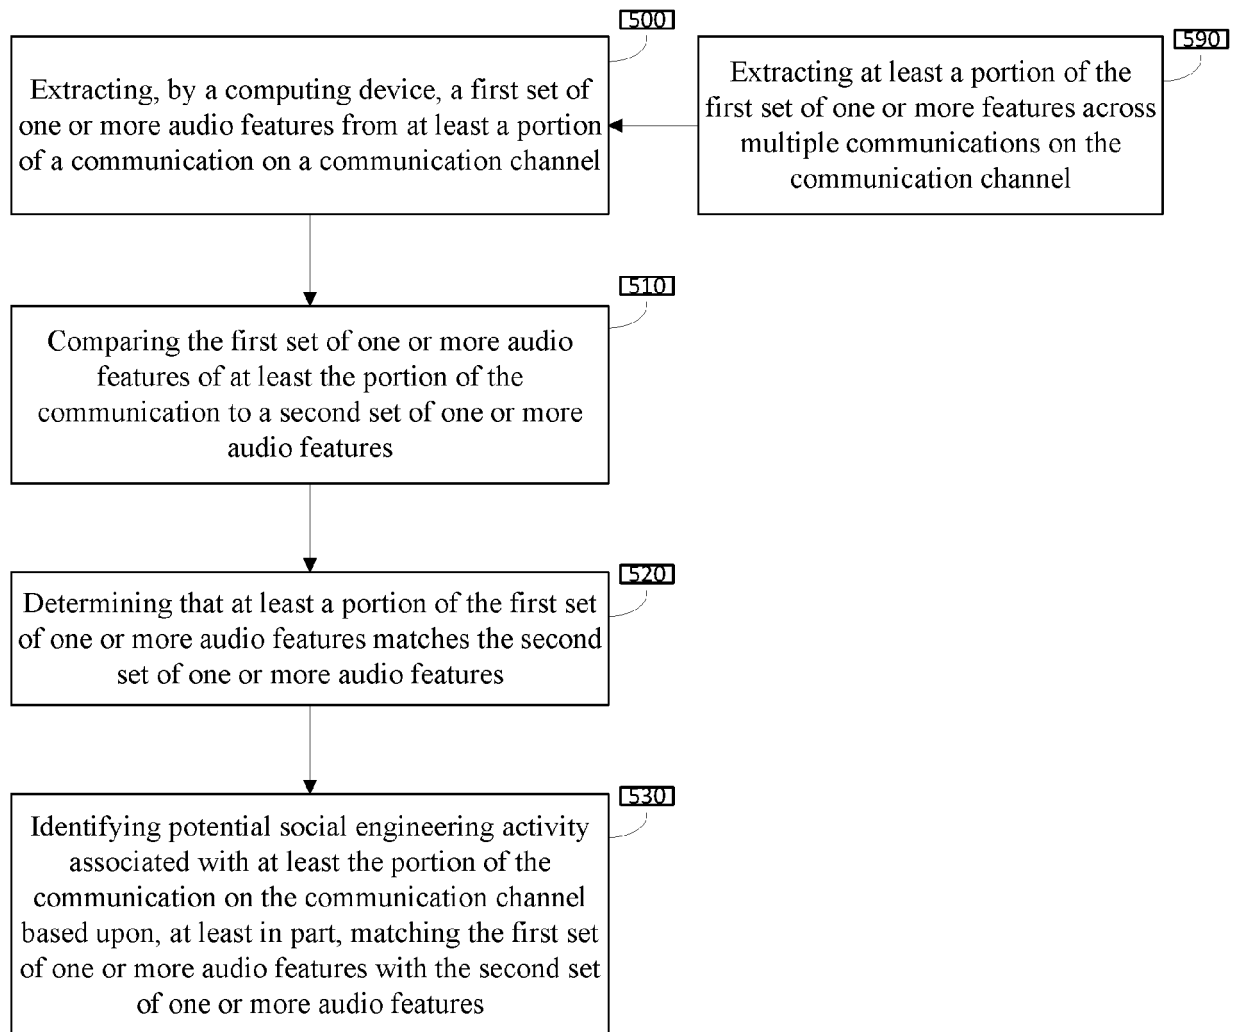 500
Extracting, by a computing device, a first set of
one or more audio features from at least a portion
of a communication on a communication channel
590
Extracting at least a portion of the
first set of one or more features across
multiple communications on the
communication channel
510
Comparing the first set of one or more audio
features of at least the portion of the
communication to a second set of one or more
audio features
520
Determining that at least a portion of the first set
of one or more audio features matches the second
set of one or more audio features
530
Identifying potential social engineering activity
associated with at least the portion of the
communication on the communication channel
based upon, at least in part, matching the first set
of one or more audio features with the second set
of one or more audio features